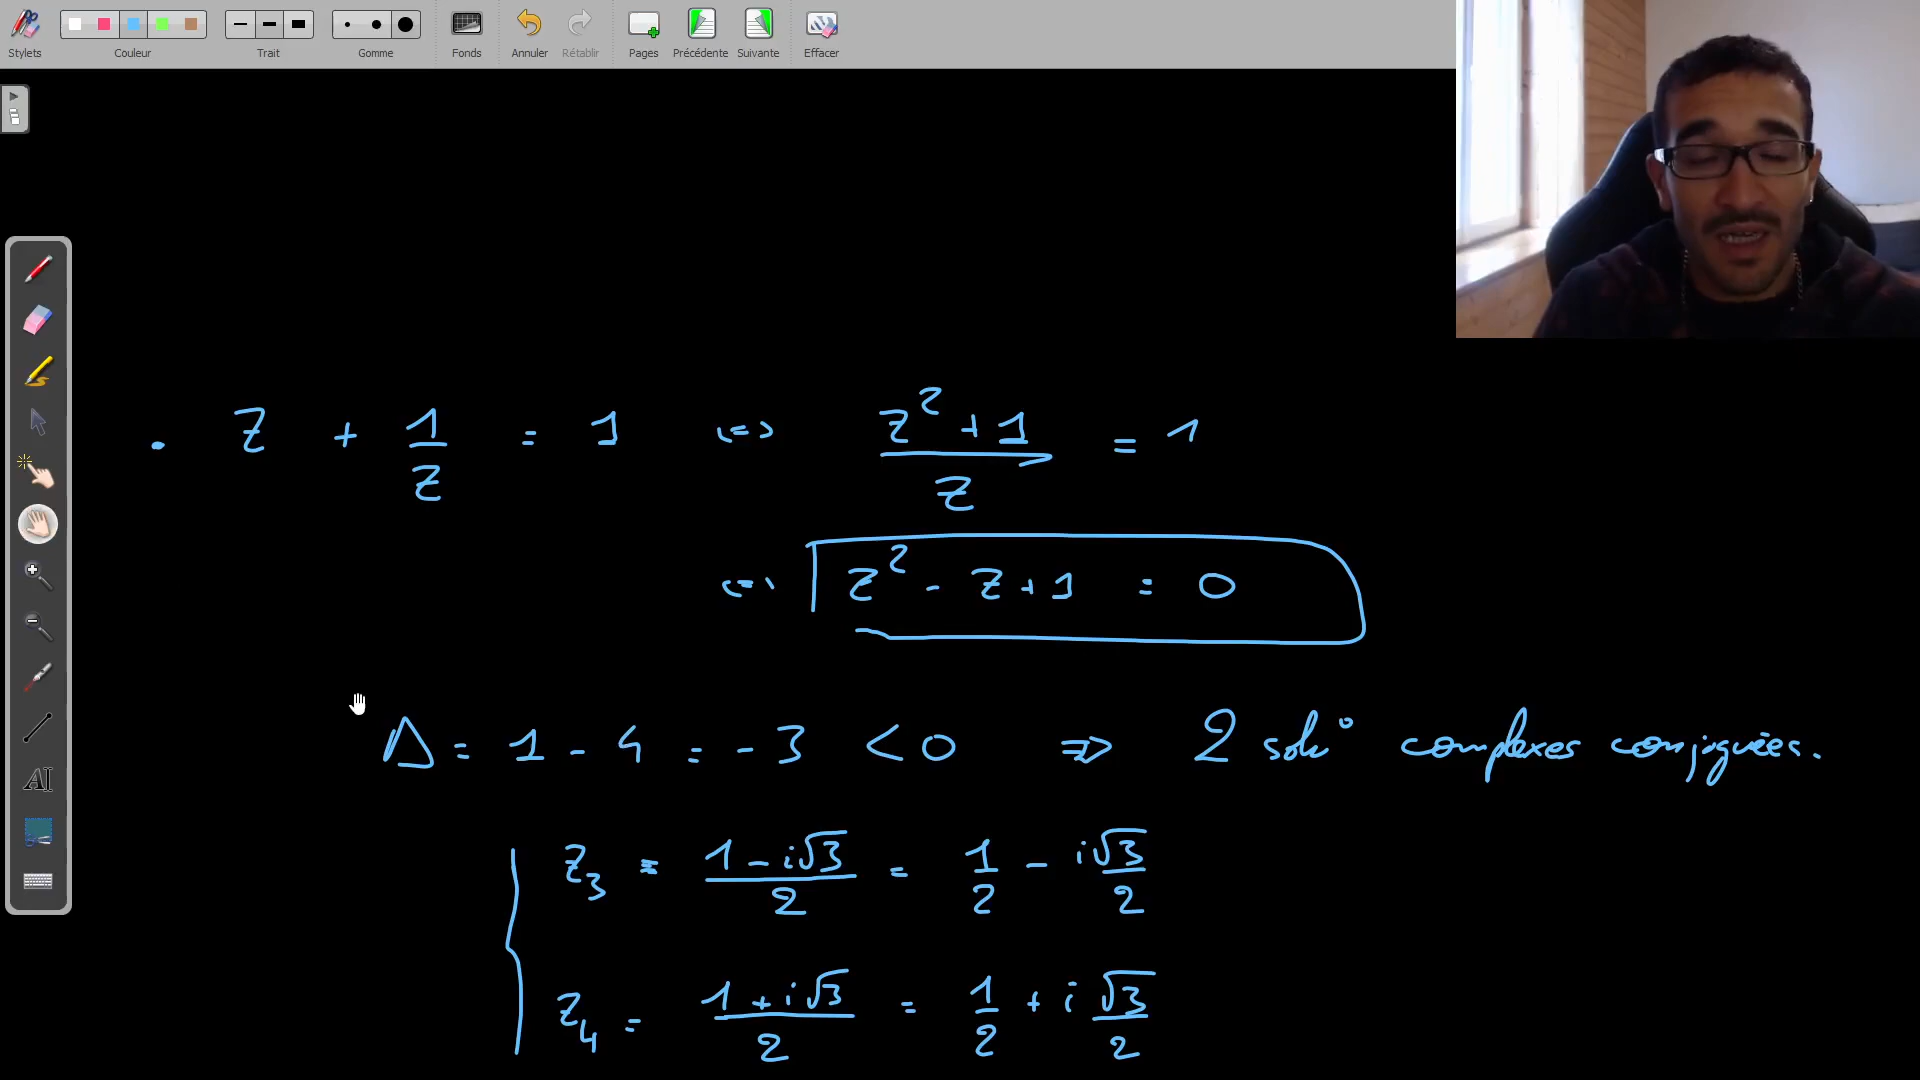 Stylets Couleur Trait Gomme Fonds Annuler Rétablir Pages Précédente Suivante Effacer
. z + 1/z = 1 <=> (z² + 1)/z = 1
<=> z² - z + 1 = 0
Δ = 1 - 4 = -3 < 0 => 2 solu° complexes conjuguées.
z₃ = (1 - i√3)/2 = 1/2 - i√3/2
z₄ = (1 + i√3)/2 = 1/2 + i √3/2